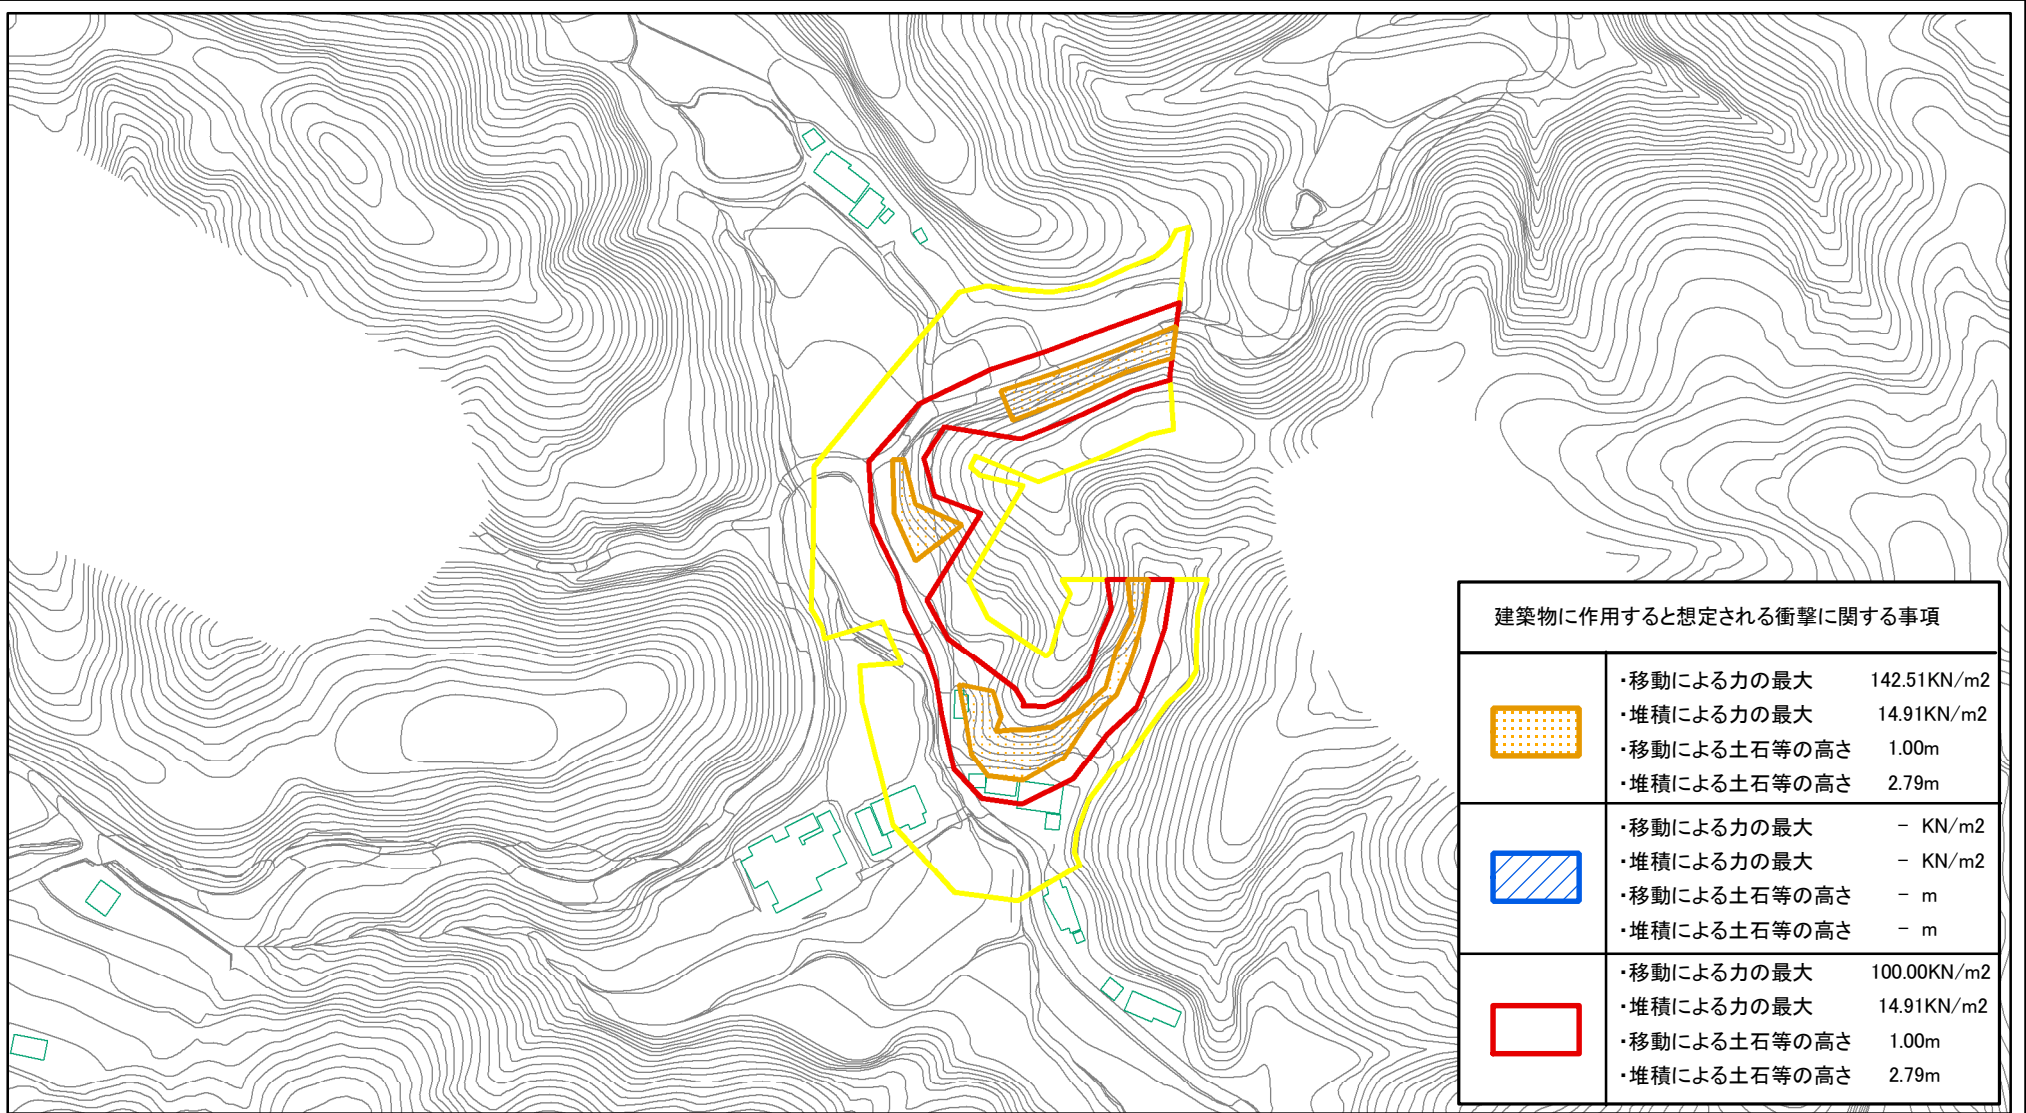 建築物に作用すると想定される衝撃に関する事項
・移動による力の最大 142.51KN/m2
・堆積による力の最大 14.91KN/m2
・移動による土石等の高さ 1.00m
・堆積による土石等の高さ 2.79m
・移動による力の最大 － KN/m2
・堆積による力の最大 － KN/m2
・移動による土石等の高さ － m
・堆積による土石等の高さ － m
・移動による力の最大 100.00KN/m2
・堆積による力の最大 14.91KN/m2
・移動による土石等の高さ 1.00m
・堆積による土石等の高さ 2.79m